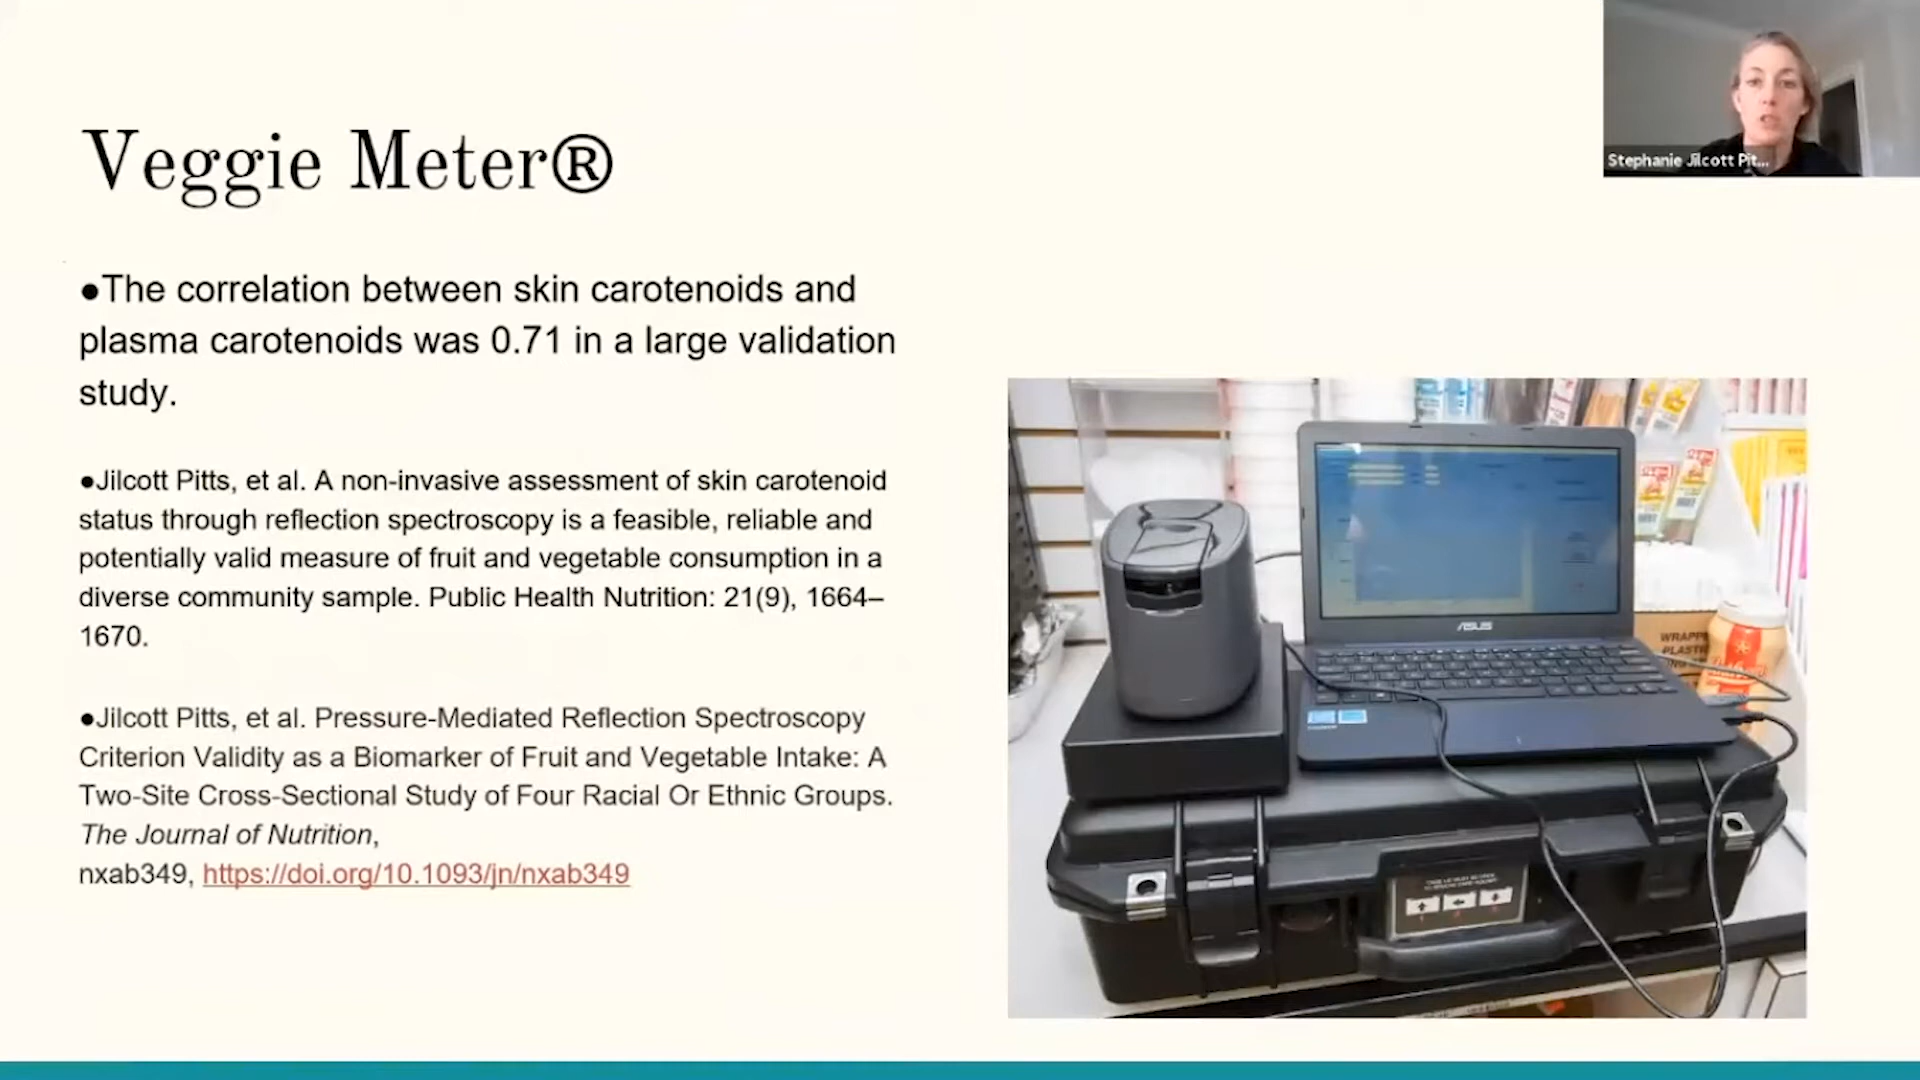 Veggie Meter®
Stephanie Jilcott Pit...
●The correlation between skin carotenoids and
plasma carotenoids was 0.71 in a large validation
study.
●Jilcott Pitts, et al. A non-invasive assessment of skin carotenoid
status through reflection spectroscopy is a feasible, reliable and
potentially valid measure of fruit and vegetable consumption in a
diverse community sample. Public Health Nutrition: 21(9), 1664–
1670.
●Jilcott Pitts, et al. Pressure-Mediated Reflection Spectroscopy
Criterion Validity as a Biomarker of Fruit and Vegetable Intake: A
Two-Site Cross-Sectional Study of Four Racial Or Ethnic Groups.
The Journal of Nutrition,
nxab349, https://doi.org/10.1093/jn/nxab349
ASUS